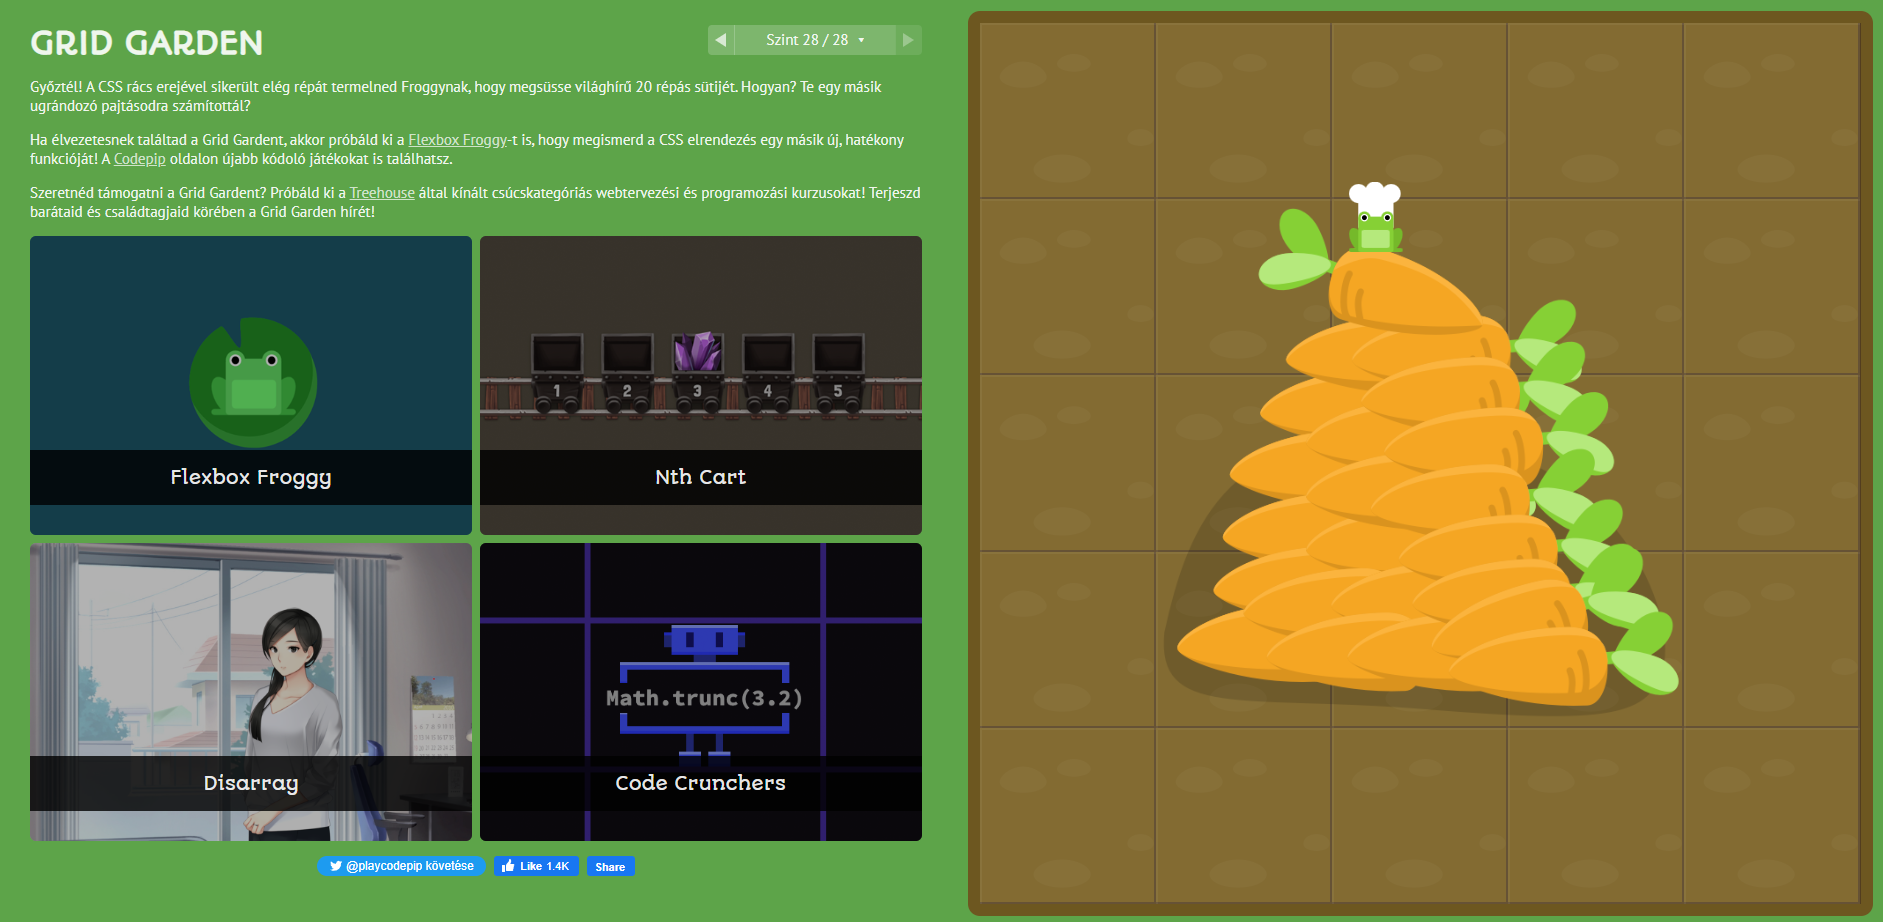 GRID GARDEN
Szint 28 / 28
Győztél! A CSS rács erejével sikerült elég répát termelned Froggynak, hogy megsüsse világhírű 20 répás sütijét. Hogyan? Te egy másik
ugrándozó pajtásodra számítottál?
Ha élvezetesnek találtad a Grid Gardent, akkor próbáld ki a Flexbox Froggy-t is, hogy megismerd a CSS elrendezés egy másik új, hatékony
funkcióját! A Codepip oldalon újabb kódoló játékokat is találhatsz.
Szeretnéd támogatni a Grid Gardent? Próbáld ki a Treehouse által kínált csúcskategóriás webtervezési és programozási kurzusokat! Terjeszd
barátaid és családtagjaid körében a Grid Garden hírét!
Flexbox Froggy
1 2 3 4 5
Nth Cart
Disarray
Math.trunc(3.2)
Code Crunchers
@playcodepip követése
Like 1.4K
Share